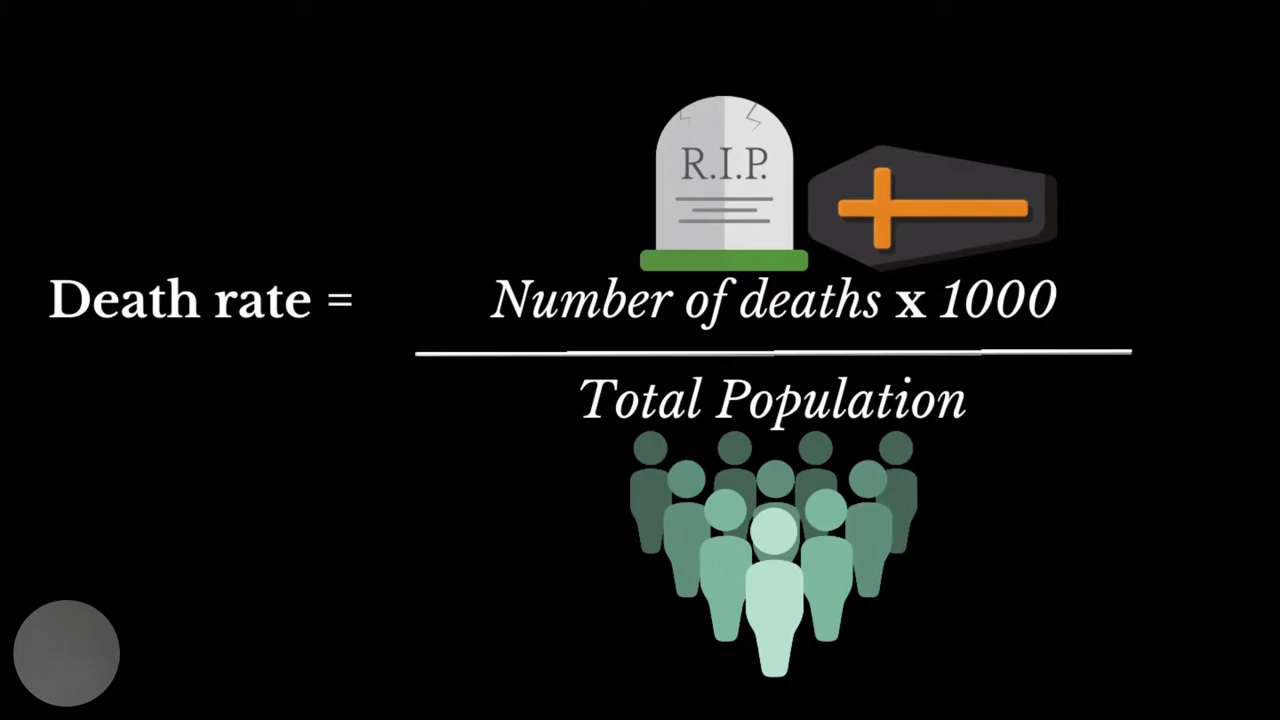 R.I.P.
Death rate = Number of deaths x 1000
Total Population